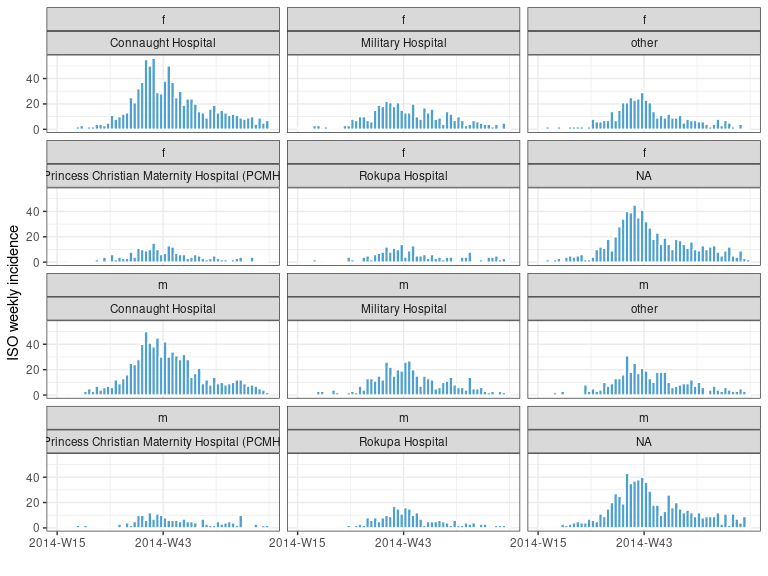 f f f
Connaught Hospital Military Hospital other
40
20
0
f f f
Princess Christian Maternity Hospital (PCMH Rokupa Hospital NA
40
20
0
ISO weekly incidence
m m m
Connaught Hospital Military Hospital other
40
20
0
m m m
Princess Christian Maternity Hospital (PCMH Rokupa Hospital NA
40
20
0
2014-W15 2014-W43 2014-W15 2014-W43 2014-W15 2014-W43